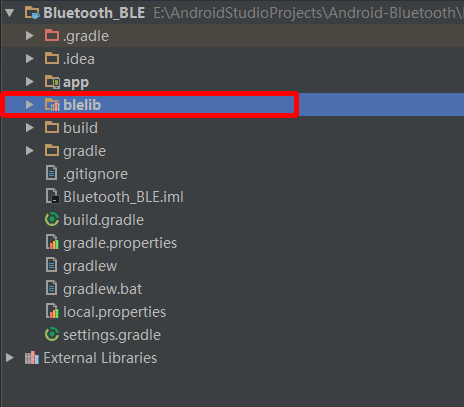 Bluetooth_BLE E:\AndroidStudioProjects\Android-Bluetooth\
.gradle
.idea
app
blelib
build
gradle
.gitignore
Bluetooth_BLE.iml
build.gradle
gradle.properties
gradlew
gradlew.bat
local.properties
settings.gradle
External Libraries